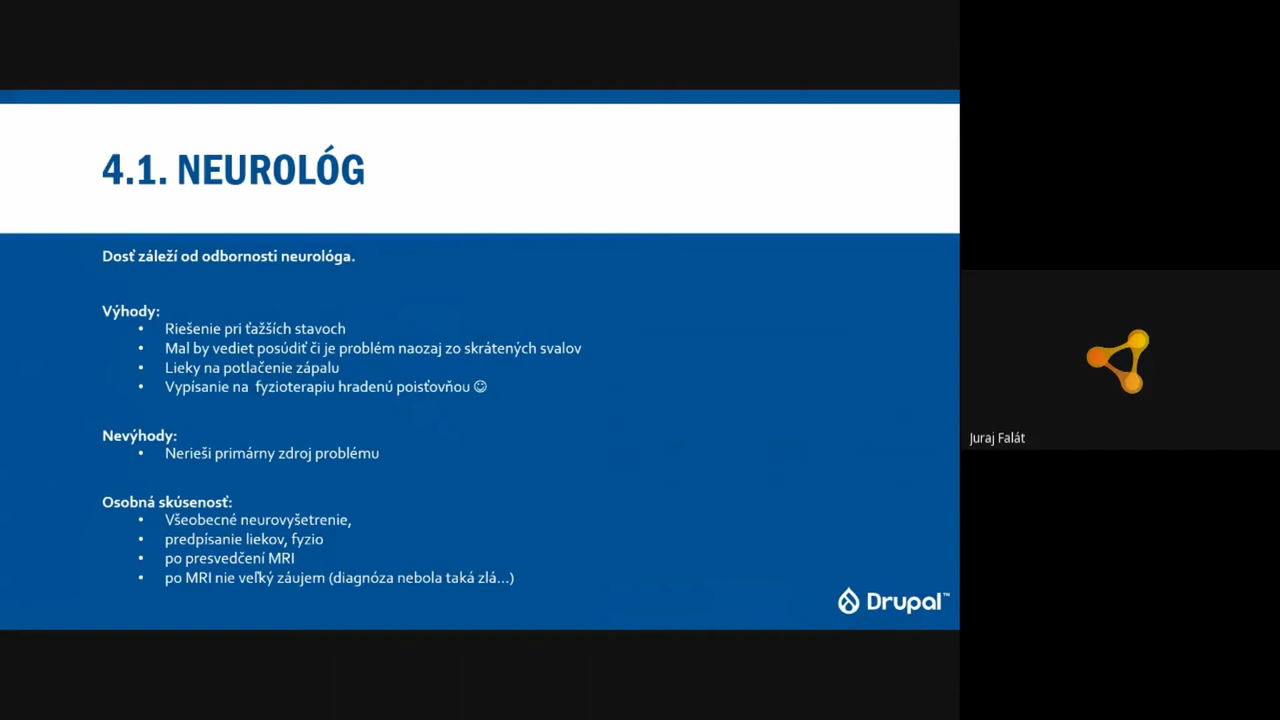 4.1. NEUROLÓG
Dosť záleží od odbornosti neurológa.
Výhody:
• Riešenie pri ťažších stavoch
• Mal by vediet posúdiť či je problém naozaj zo skrátených svalov
• Lieky na potlačenie zápalu
• Vypísanie na fyzioterapiu hradenú poisťovňou ☺
Nevýhody:
• Nerieši primárny zdroj problému
Osobná skúsenosť:
• Všeobecné neurovyšetrenie,
• predpísanie liekov, fyzio
• po presvedčení MRI
• po MRI nie veľký záujem (diagnóza nebola taká zlá...)
Drupal™
Juraj Falát